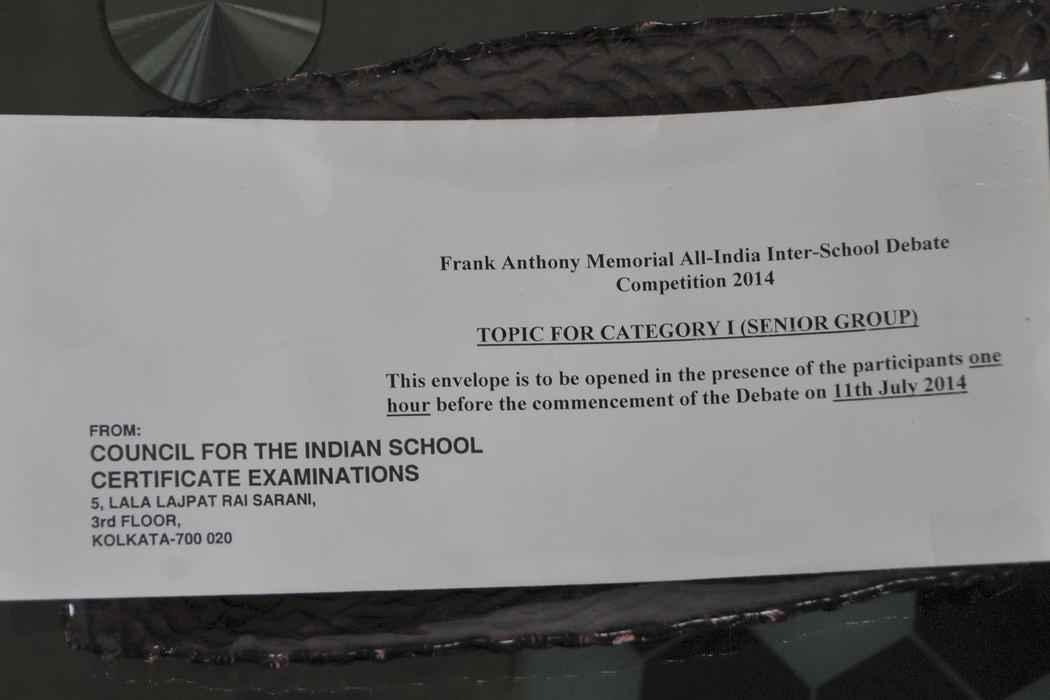 Frank Anthony Memorial All-India Inter-School Debate
Competition 2014
TOPIC FOR CATEGORY I (SENIOR GROUP)
This envelope is to be opened in the presence of the participants one
hour before the commencement of the Debate on 11th July 2014
FROM:
COUNCIL FOR THE INDIAN SCHOOL
CERTIFICATE EXAMINATIONS
5, LALA LAJPAT RAI SARANI,
3rd FLOOR,
KOLKATA-700 020